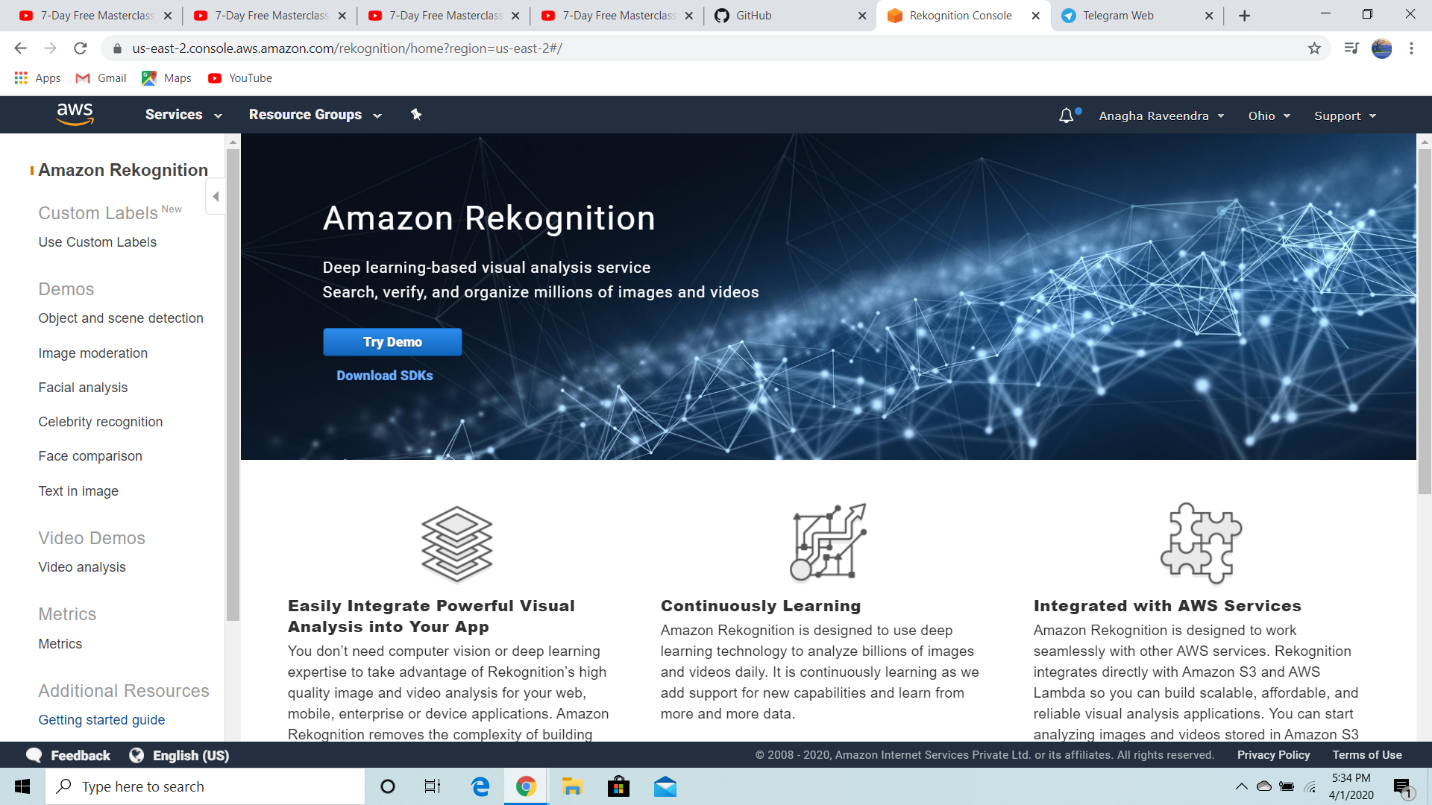 7-Day Free Masterclass
7-Day Free Masterclass
7-Day Free Masterclass
7-Day Free Masterclass
GitHub
Rekognition Console
Telegram Web
us-east-2.console.aws.amazon.com/rekognition/home?region=us-east-2#/
Apps
Gmail
Maps
YouTube
aws
Services
Resource Groups
Anagha Raveendra
Ohio
Support
Amazon Rekognition
Custom Labels New
Use Custom Labels
Demos
Object and scene detection
Image moderation
Facial analysis
Celebrity recognition
Face comparison
Text in image
Video Demos
Video analysis
Metrics
Metrics
Additional Resources
Getting started guide
Amazon Rekognition
Deep learning-based visual analysis service
Search, verify, and organize millions of images and videos
Try Demo
Download SDKs
Easily Integrate Powerful Visual
Analysis into Your App
You don't need computer vision or deep learning
expertise to take advantage of Rekognition's high
quality image and video analysis for your web,
mobile, enterprise or device applications. Amazon
Rekognition removes the complexity of building
Continuously Learning
Amazon Rekognition is designed to use deep
learning technology to analyze billions of images
and videos daily. It is continuously learning as we
add support for new capabilities and learn from
more and more data.
Integrated with AWS Services
Amazon Rekognition is designed to work
seamlessly with other AWS services. Rekognition
integrates directly with Amazon S3 and AWS
Lambda so you can build scalable, affordable, and
reliable visual analysis applications. You can start
analyzing images and videos stored in Amazon S3
Feedback
English (US)
© 2008 - 2020, Amazon Internet Services Private Ltd. or its affiliates. All rights reserved.
Privacy Policy
Terms of Use
Type here to search
5:34 PM
4/1/2020
1